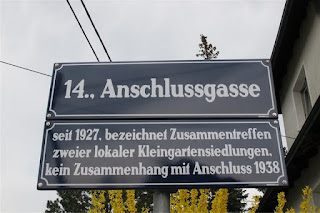 14., Anschlussgasse
seit 1927, bezeichnet Zusammentreffen
zweier lokaler Kleingartensiedlungen,
kein Zusammenhang mit Anschluss 1938